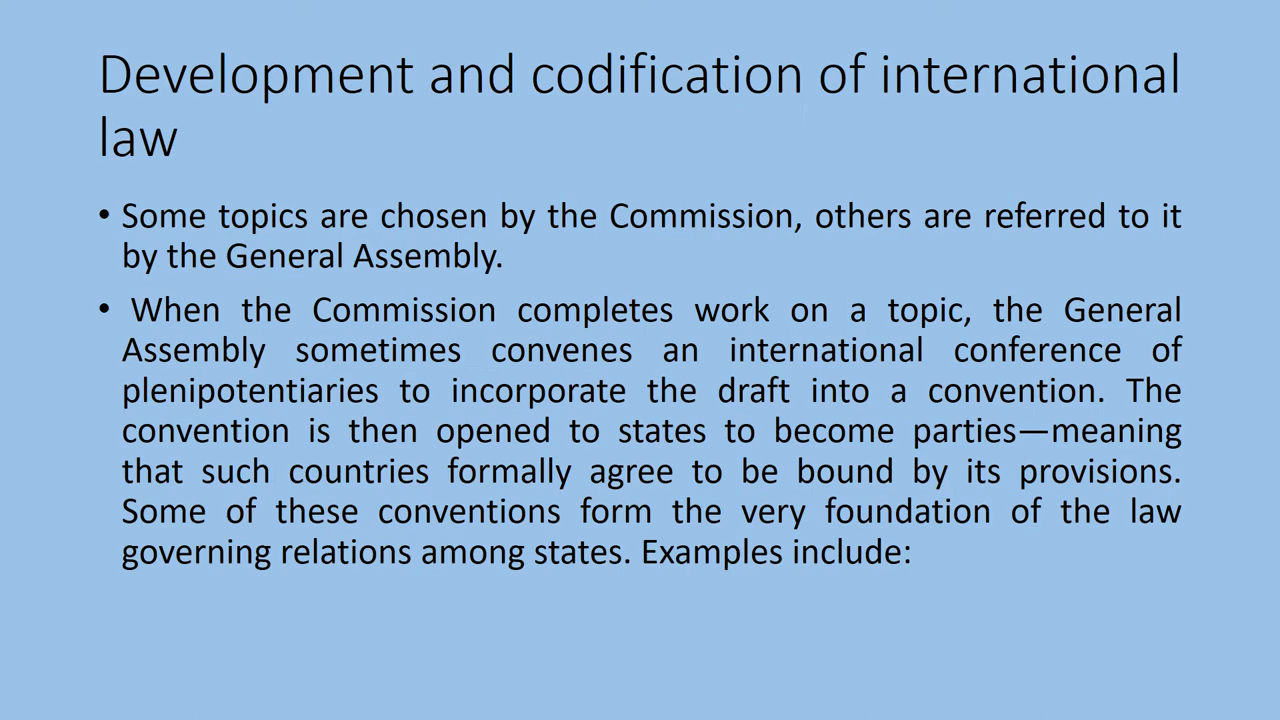 Development and codification of international
law
• Some topics are chosen by the Commission, others are referred to it
by the General Assembly.
• When the Commission completes work on a topic, the General
Assembly sometimes convenes an international conference of
plenipotentiaries to incorporate the draft into a convention. The
convention is then opened to states to become parties—meaning
that such countries formally agree to be bound by its provisions.
Some of these conventions form the very foundation of the law
governing relations among states. Examples include: